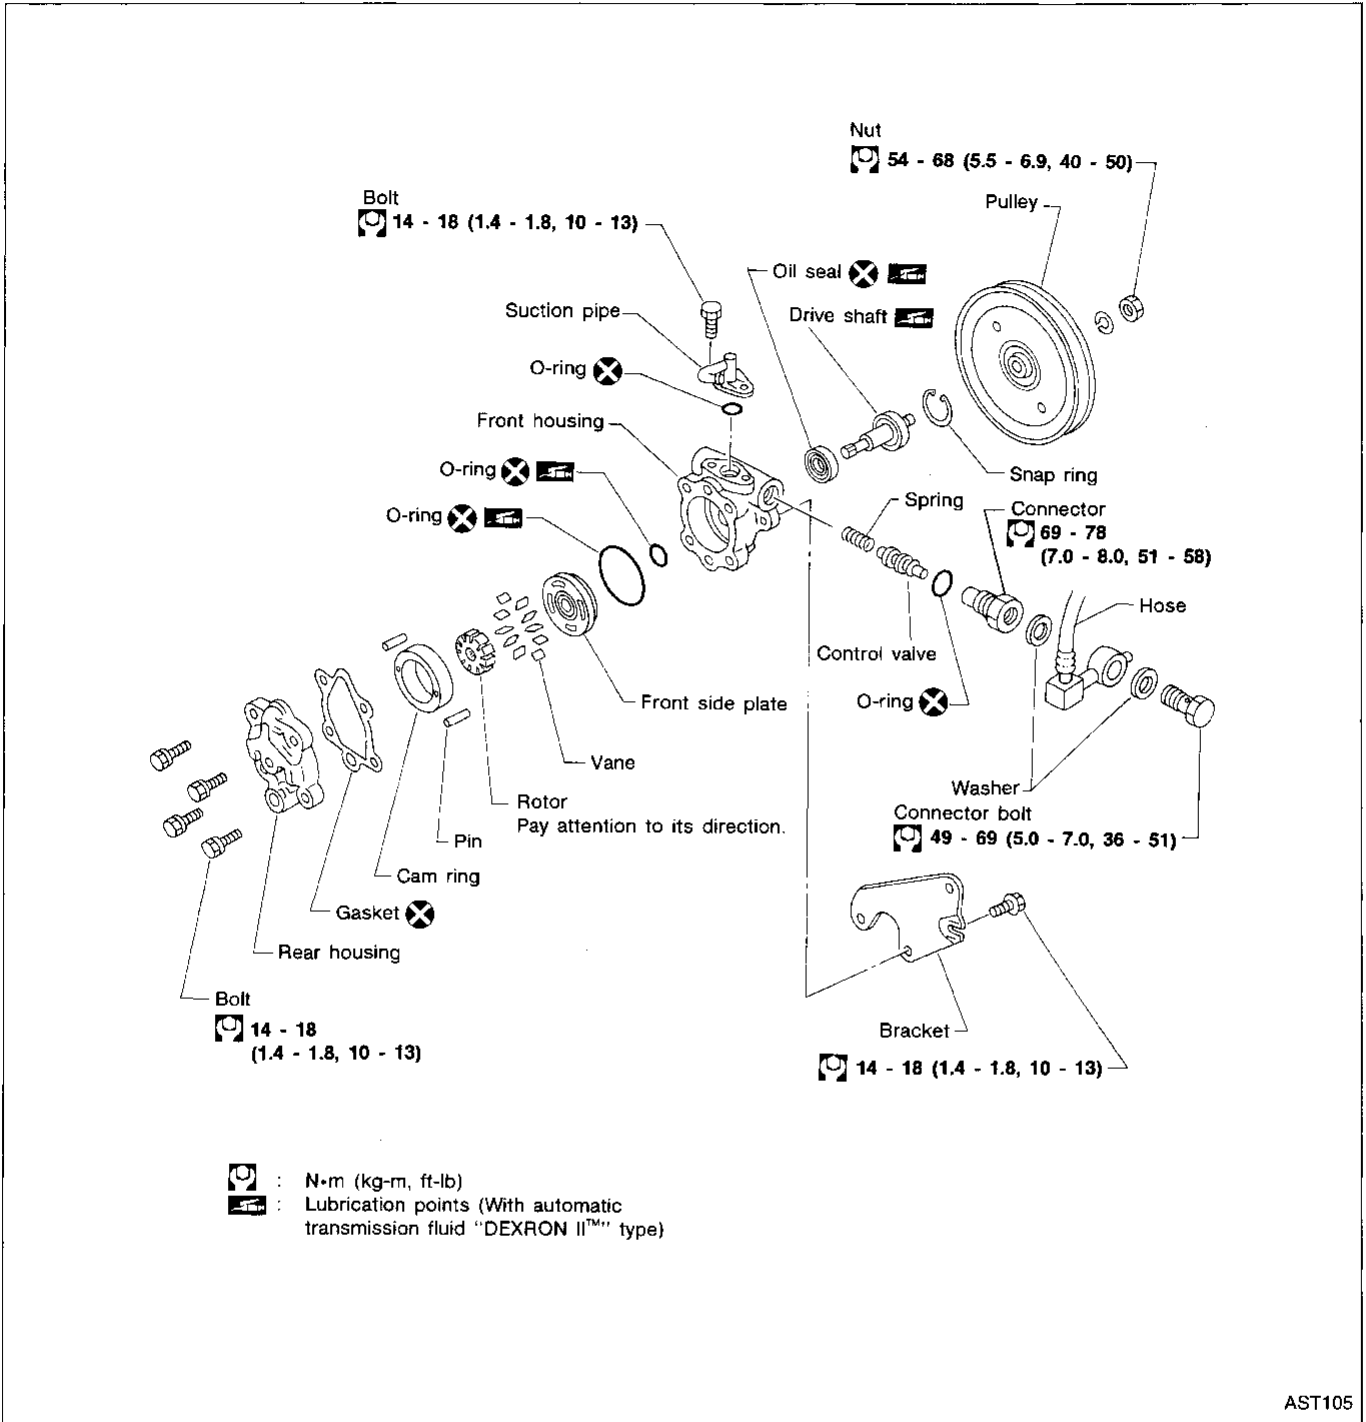 Nut
54 - 68 (5.5 - 6.9, 40 - 50)
Pulley
Bolt
14 - 18 (1.4 - 1.8, 10 - 13)
Oil seal
Suction pipe
Drive shaft
O-ring
Front housing
O-ring
Snap ring
Spring
Connector
69 - 78
(7.0 - 8.0, 51 - 58)
O-ring
Hose
Control valve
O-ring
Front side plate
Vane
Washer
Rotor
Pay attention to its direction.
Connector bolt
49 - 69 (5.0 - 7.0, 36 - 51)
Pin
Cam ring
Gasket
Rear housing
Bolt
14 - 18
(1.4 - 1.8, 10 - 13)
Bracket
14 - 18 (1.4 - 1.8, 10 - 13)
: N•m (kg-m, ft-lb)
: Lubrication points (With automatic
transmission fluid “DEXRON II™” type)
AST105